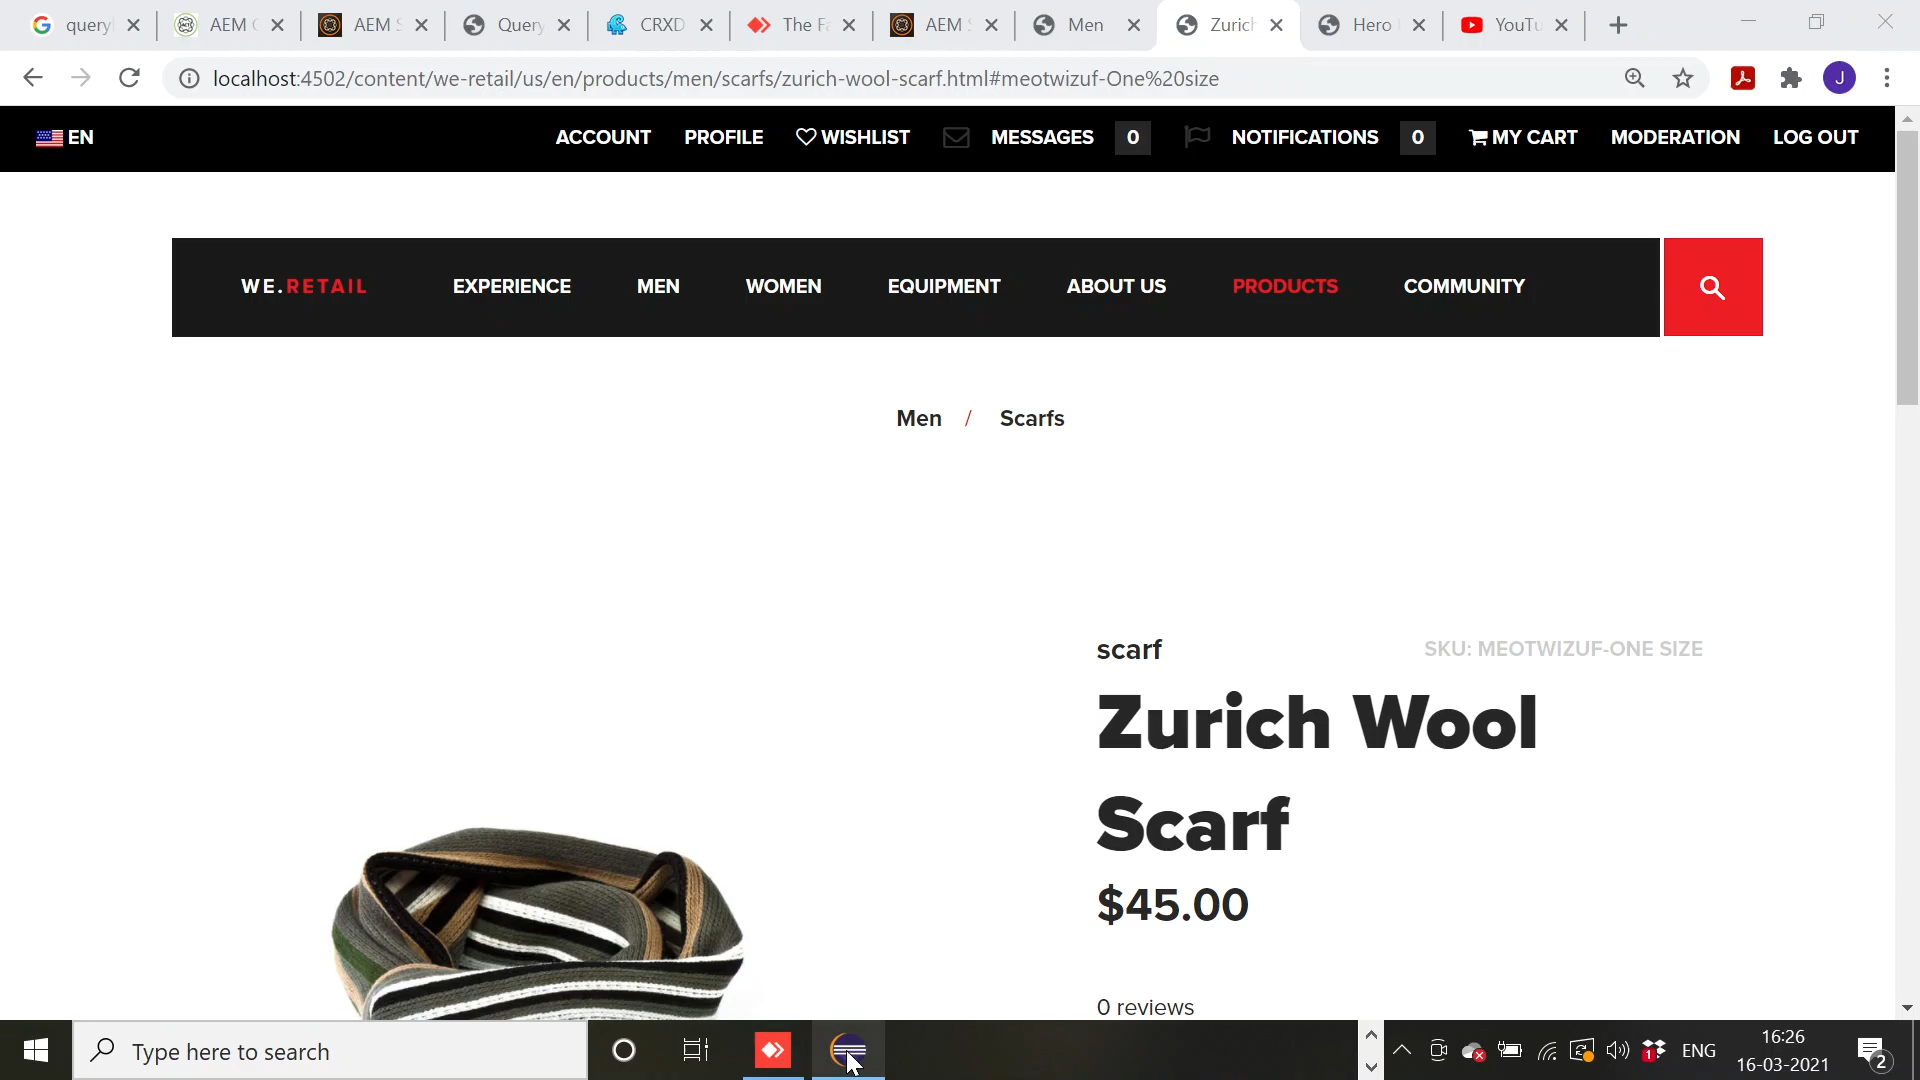 query
AEM
AEM
Query
CRXD
The Fa
AEM
Men
Zurich
Hero
YouTu
localhost:4502/content/we-retail/us/en/products/men/scarfs/zurich-wool-scarf.html#meotwizuf-One%20size
J
EN
ACCOUNT
PROFILE
WISHLIST
MESSAGES
0
NOTIFICATIONS
0
MY CART
MODERATION
LOG OUT
WE.RETAIL
EXPERIENCE
MEN
WOMEN
EQUIPMENT
ABOUT US
PRODUCTS
COMMUNITY
Men / Scarfs
scarf
SKU: MEOTWIZUF-ONE SIZE
Zurich Wool
Scarf
$45.00
0 reviews
Type here to search
1
ENG
16:26
16-03-2021
2